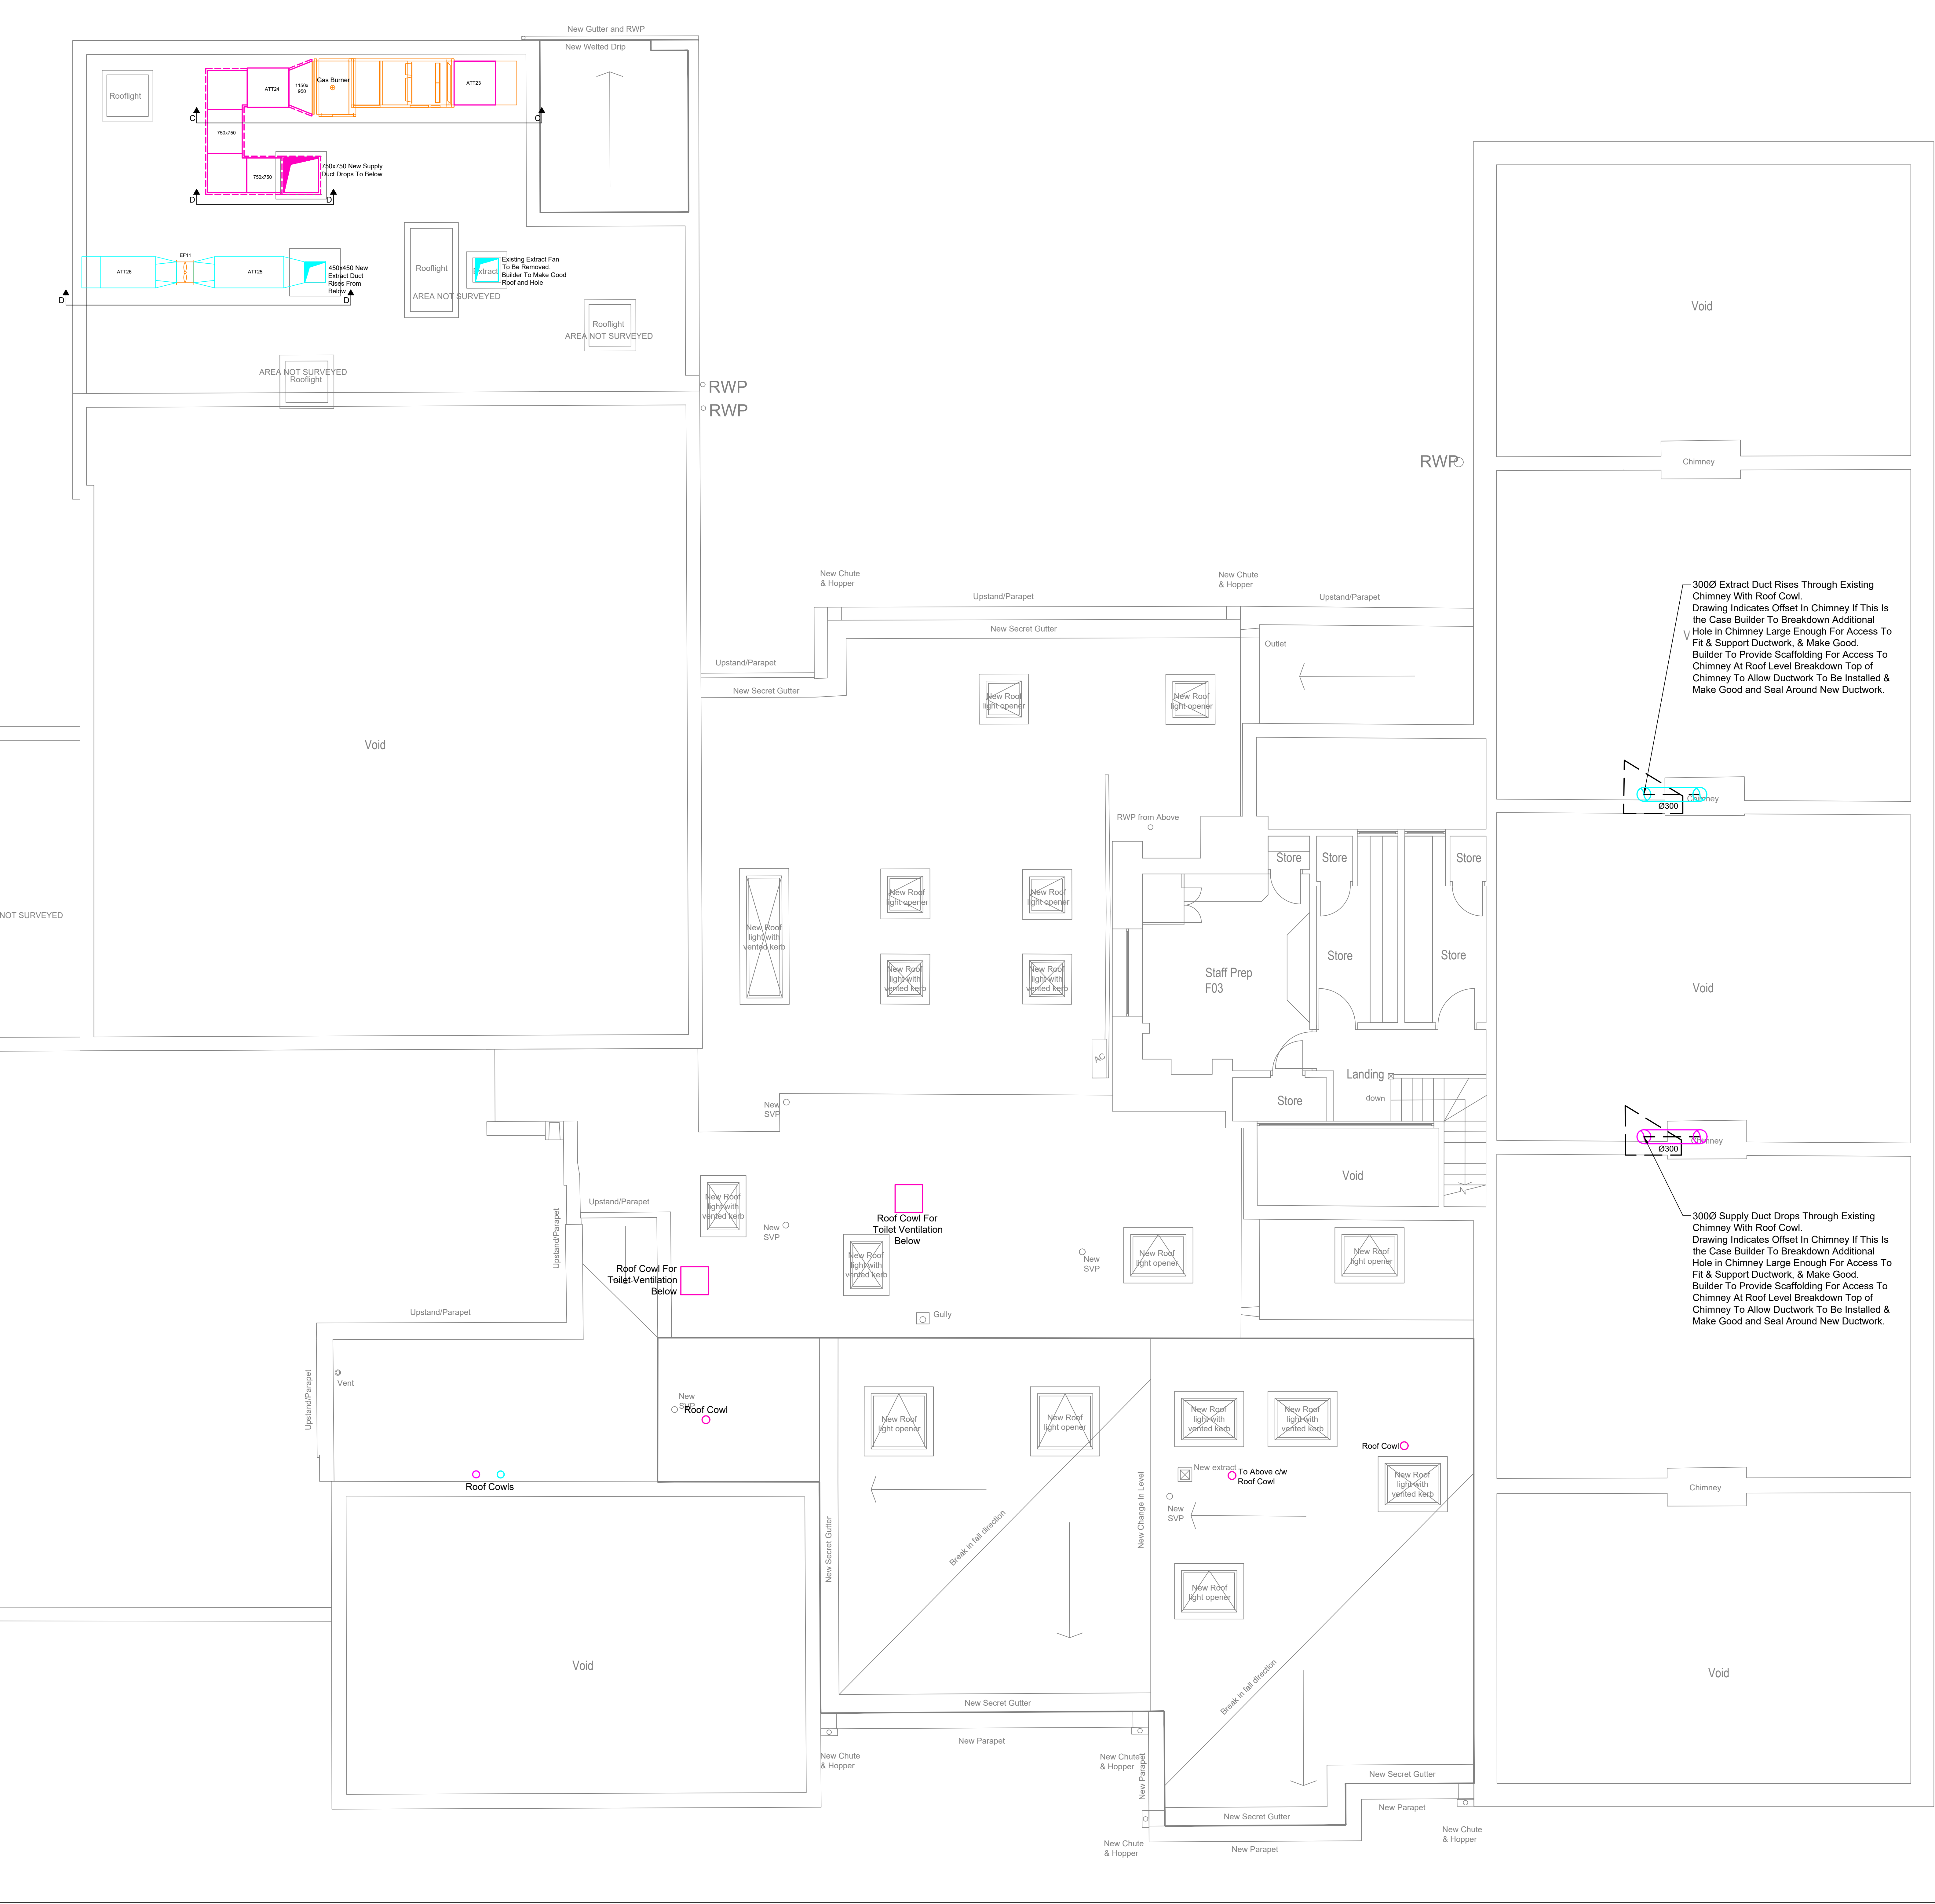 New Gutter and RWP
New Welted Drip
Rooflight
ATT24
1150x
950
Gas Burner
ATT23
C
C
750x750
750x750
750x750 New Supply
Duct Drops To Below
D
D
ATT26
EF11
ATT25
450x450 New
Extract Duct
Rises From
Below
D
D
Rooflight
Extract
Existing Extract Fan
To Be Removed.
Builder To Make Good
Roof and Hole
AREA NOT SURVEYED
Rooflight
AREA NOT SURVEYED
AREA NOT SURVEYED
Rooflight
RWP
RWP
RWP
Void
Chimney
New Chute
& Hopper
New Chute
& Hopper
Upstand/Parapet
Upstand/Parapet
New Secret Gutter
Outlet
Upstand/Parapet
New Secret Gutter
New Roof
light opener
New Roof
light opener
300Ø Extract Duct Rises Through Existing
Chimney With Roof Cowl.
Drawing Indicates Offset In Chimney If This Is
the Case Builder To Breakdown Additional
Hole in Chimney Large Enough For Access To
Fit & Support Ductwork, & Make Good.
Builder To Provide Scaffolding For Access To
Chimney At Roof Level Breakdown Top of
Chimney To Allow Ductwork To Be Installed &
Make Good and Seal Around New Ductwork.
Void
Chimney
Ø300
RWP from Above
Store
Store
Store
NOT SURVEYED
New Roof
light with
vented kerb
New Roof
light opener
New Roof
light opener
New Roof
light with
vented kerb
New Roof
light with
vented kerb
Staff Prep
F03
Store
Store
Void
AC
Landing
down
Store
New
SVP
Chimney
Ø300
Void
Upstand/Parapet
Upstand/Parapet
New Roof
light with
vented kerb
New
SVP
Roof Cowl For
Toilet Ventilation
Below
New Roof
light with
vented kerb
New
SVP
New Roof
light opener
New Roof
light opener
Roof Cowl For
Toilet Ventilation
Below
Gully
300Ø Supply Duct Drops Through Existing
Chimney With Roof Cowl.
Drawing Indicates Offset In Chimney If This Is
the Case Builder To Breakdown Additional
Hole in Chimney Large Enough For Access To
Fit & Support Ductwork, & Make Good.
Builder To Provide Scaffolding For Access To
Chimney At Roof Level Breakdown Top of
Chimney To Allow Ductwork To Be Installed &
Make Good and Seal Around New Ductwork.
Upstand/Parapet
Upstand/Parapet
Vent
New
SVP
Roof Cowl
Roof Cowls
New Roof
light opener
New Roof
light opener
New Roof
light with
vented kerb
New Roof
light with
vented kerb
Roof Cowl
New Roof
light with
vented kerb
New extract
To Above c/w
Roof Cowl
New
SVP
Chimney
New Change In Level
New Secret Gutter
Break in fall direction
New Roof
light opener
Void
Void
Break in fall direction
New Secret Gutter
New Parapet
New Chute
& Hopper
New Chute
& Hopper
New Parapet
New Secret Gutter
New Parapet
New Secret Gutter
New Chute
& Hopper
New Chute
& Hopper
New Parapet